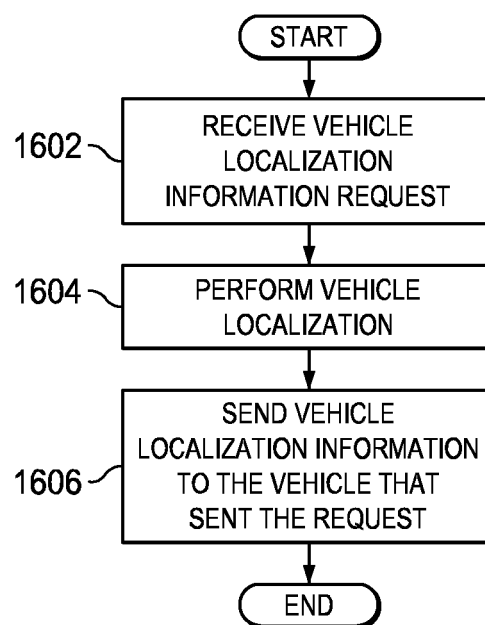 START
1602
RECEIVE VEHICLE
LOCALIZATION
INFORMATION REQUEST
1604
PERFORM VEHICLE
LOCALIZATION
1606
SEND VEHICLE
LOCALIZATION INFORMATION
TO THE VEHICLE THAT
SENT THE REQUEST
END